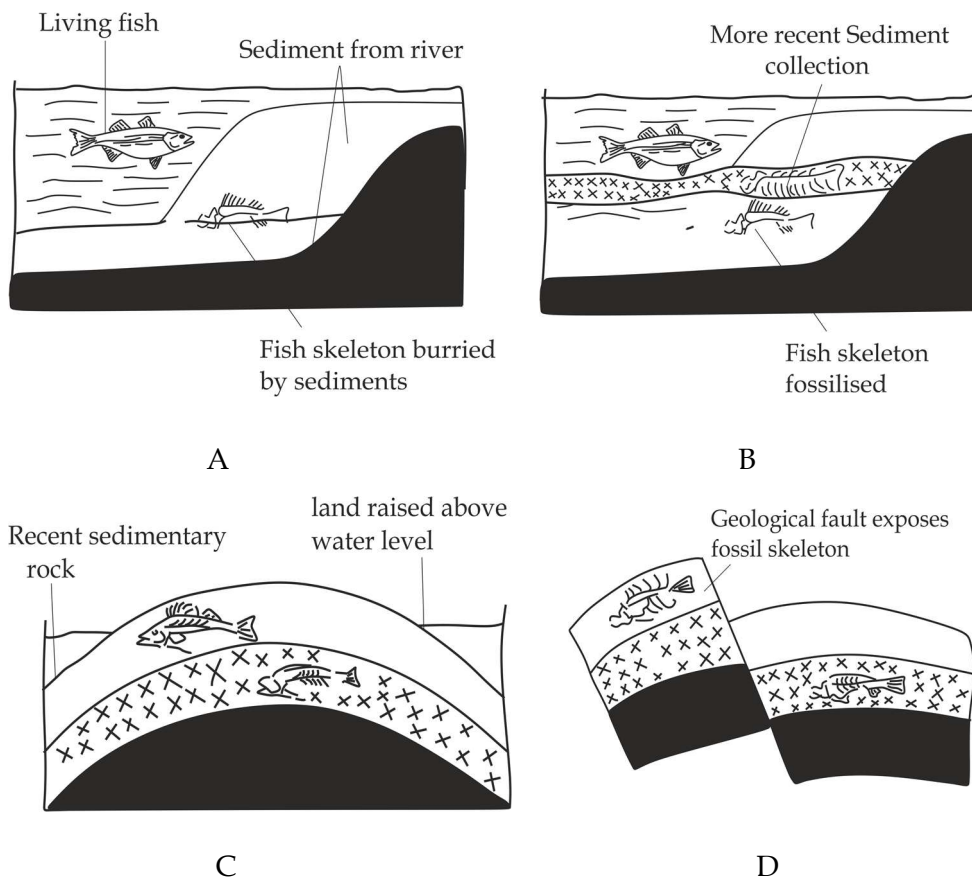 Living fish
Sediment from river
Fish skeleton burried
by sediments
A
More recent Sediment
collection
Fish skeleton
fossilised
B
Recent sedimentary
rock
land raised above
water level
C
Geological fault exposes
fossil skeleton
D